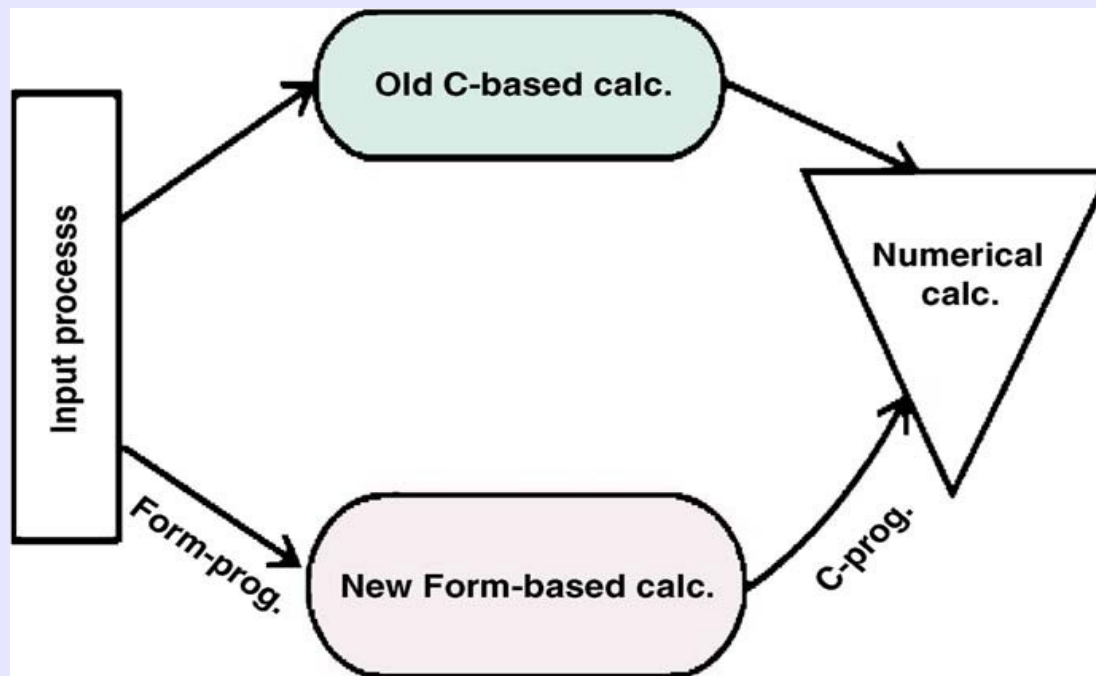 Old C-based calc.
Input processs
Numerical
calc.
Form-prog.
C-prog.
New Form-based calc.